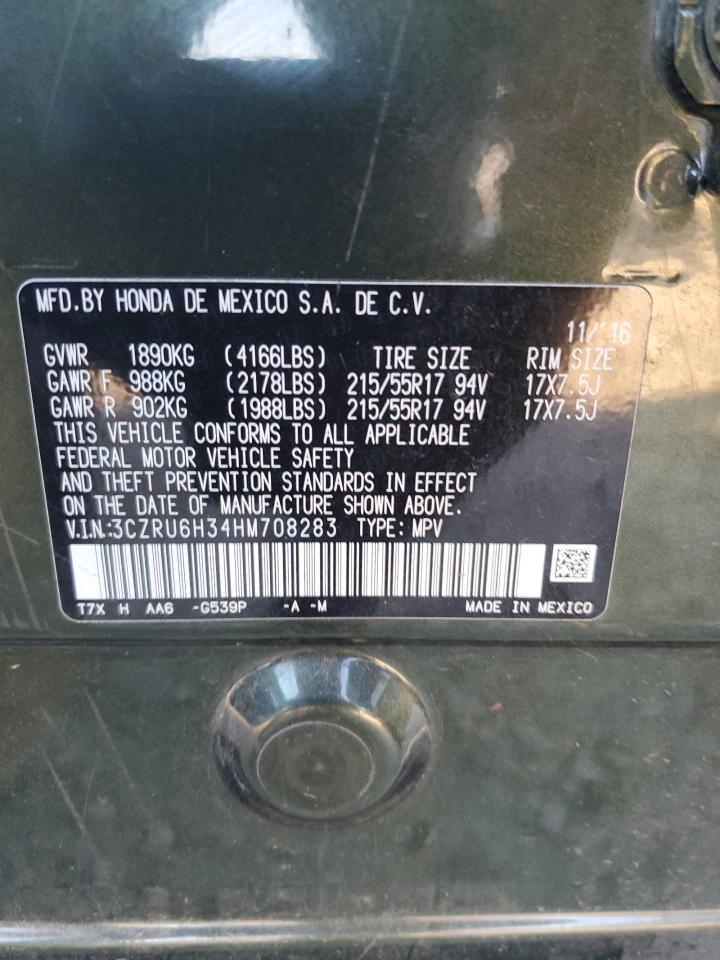 MFD.BY HONDA DE MEXICO S.A. DE C.V.
11/'16
GVWR 1890KG (4166LBS) TIRE SIZE RIM SIZE
GAWR F 988KG (2178LBS) 215/55R17 94V 17X7.5J
GAWR R 902KG (1988LBS) 215/55R17 94V 17X7.5J
THIS VEHICLE CONFORMS TO ALL APPLICABLE
FEDERAL MOTOR VEHICLE SAFETY
AND THEFT PREVENTION STANDARDS IN EFFECT
ON THE DATE OF MANUFACTURE SHOWN ABOVE.
V.I.N.:3CZRU6H34HM708283 TYPE: MPV
T7X H AA6 -G539P -A -M MADE IN MEXICO